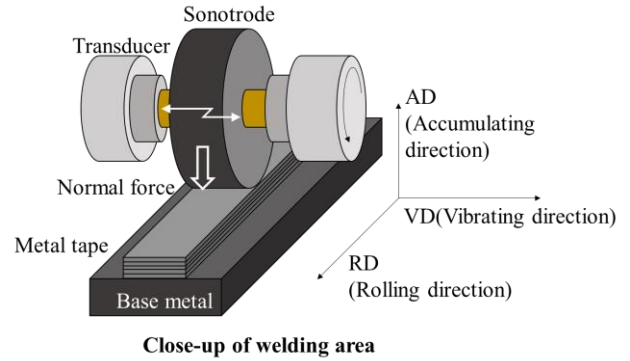 Sonotrode
Transducer
AD
(Accumulating
direction)
Normal force
VD(Vibrating direction)
Metal tape
RD
(Rolling direction)
Base metal
Close-up of welding area